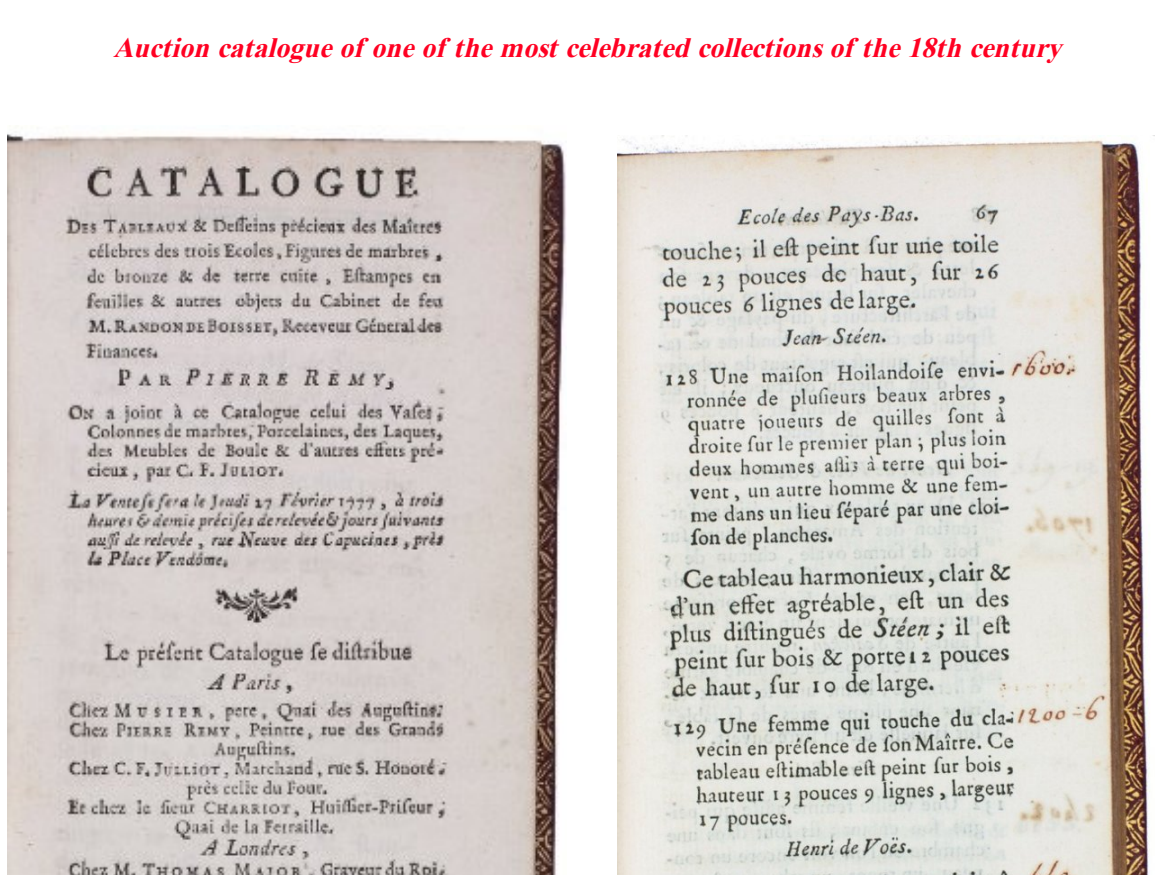 Auction catalogue of one of the most celebrated collections of the 18th century
CATALOGUE
DES TABLEAUX & Deſſeins précieux des Maîtres
célebres des trois Ecoles, Figures de marbres,
de bronze & de terre cuite, Eſtampes en
feuilles & autres objets du Cabinet de feu
M. RANDON DE BOISSET, Receveur Géneral des
Finances.
PAR PIERRE REMY,
ON a joint à ce Catalogue celui des Vaſes,
Colonnes de marbres, Porcelaines, des Laques,
des Meubles de Boule & d'autres effets pré-
cieux, par C. F. JULIOT.
La Vente ſe fera le Jeudi 27 Février 1777, à trois
heures & demie préciſes de relevée & jours ſuivants
auſſi de relevée, rue Neuve des Capucines, près
la Place Vendôme.
Le préſent Catalogue ſe diſtribue
A Paris,
Chez MUSIER, pere, Quai des Auguſtins.
Chez PIERRE REMY, Peintre, rue des Grands
Auguſtins.
Chez C. F. JULLIOT, Marchand, rue S. Honoré,
près celle du Four.
Et chez le ſieur CHARRIOT, Huiſſier-Priſeur,
Quai de la Ferraille.
A Londres,
Chez M. THOMAS MAJOR, Graveur du Roi,
Ecole des Pays-Bas. 67
touche; il eſt peint ſur une toile
de 23 pouces de haut, ſur 26
pouces 6 lignes de large.
Jean Stéen.
128 Une maiſon Hollandoiſe envi- 1600.
ronnée de pluſieurs beaux arbres,
quatre joueurs de quilles ſont à
droite ſur le premier plan; plus loin
deux hommes aſſis à terre qui boi-
vent, un autre homme & une fem-
me dans un lieu ſéparé par une cloi-
ſon de planches.
Ce tableau harmonieux, clair &
d'un effet agréable, eſt un des
plus diſtingués de Stéen; il eſt
peint ſur bois & porte 12 pouces
de haut, ſur 10 de large.
129 Une femme qui touche du cla- 1200-6
vecin en préſence de ſon Maître. Ce
tableau eſtimable eſt peint ſur bois,
hauteur 13 pouces 9 lignes, largeur
17 pouces.
Henri de Voës.